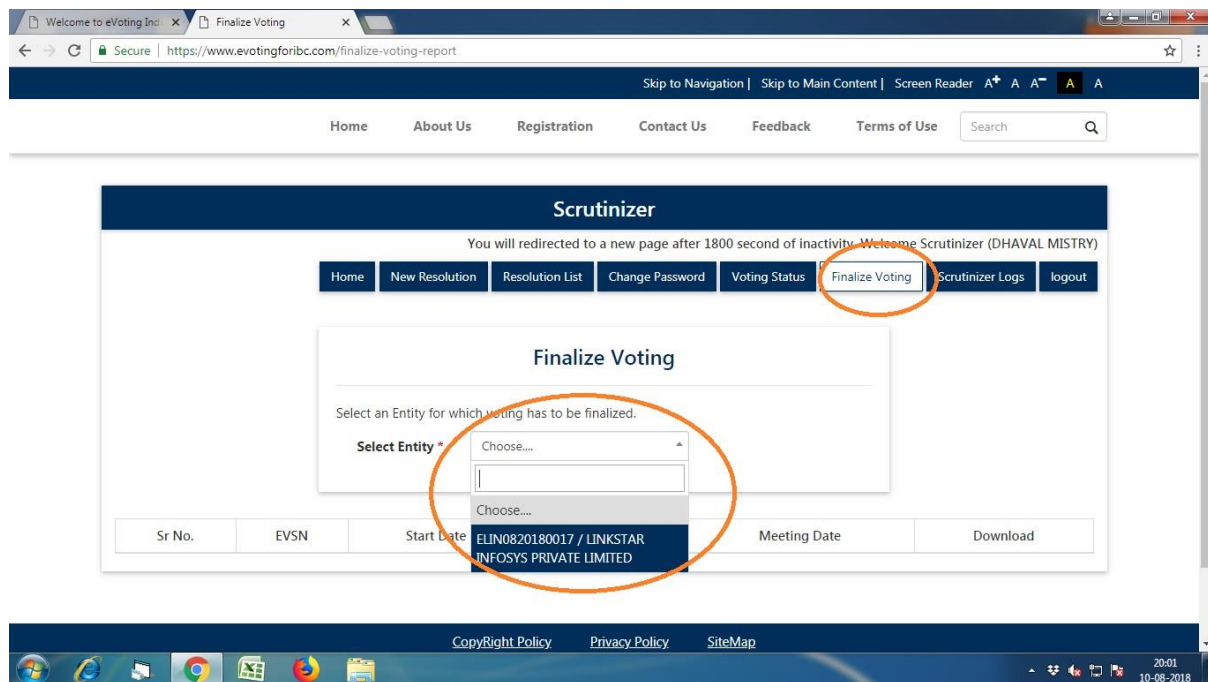 Welcome to eVoting Ind
Finalize Voting
Secure | https://www.evotingforibc.com/finalize-voting-report
Skip to Navigation | Skip to Main Content | Screen Reader A+ A A- A A
Home About Us Registration Contact Us Feedback Terms of Use Search
Scrutinizer
You will redirected to a new page after 1800 second of inactivity. Welcome Scrutinizer (DHAVAL MISTRY)
Home New Resolution Resolution List Change Password Voting Status Finalize Voting Scrutinizer Logs logout
Finalize Voting
Select an Entity for which voting has to be finalized.
Select Entity * Choose....
Choose....
ELIN0820180017 / LINKSTAR
INFOSYS PRIVATE LIMITED
Sr No. EVSN Start Date Meeting Date Download
CopyRight Policy Privacy Policy SiteMap
20:01
10-08-2018